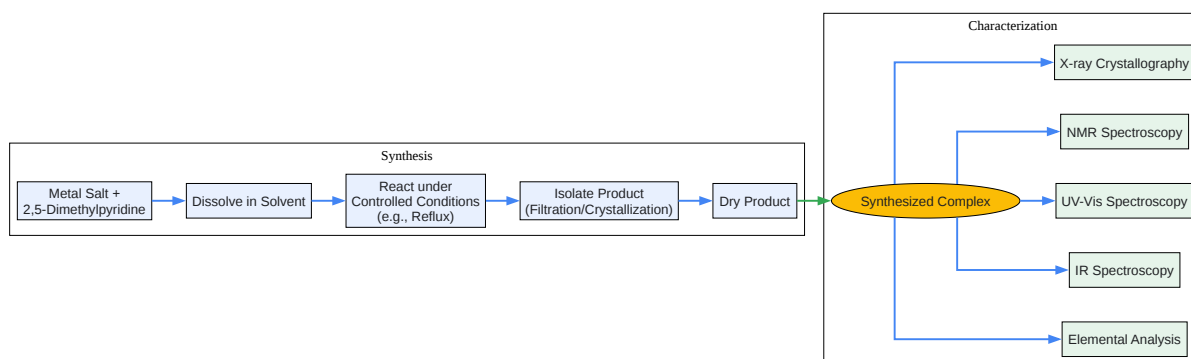 Synthesis
Metal Salt +
2,5-Dimethylpyridine
Dissolve in Solvent
React under
Controlled Conditions
(e.g., Reflux)
Isolate Product
(Filtration/Crystallization)
Dry Product
Characterization
Synthesized Complex
X-ray Crystallography
NMR Spectroscopy
UV-Vis Spectroscopy
IR Spectroscopy
Elemental Analysis